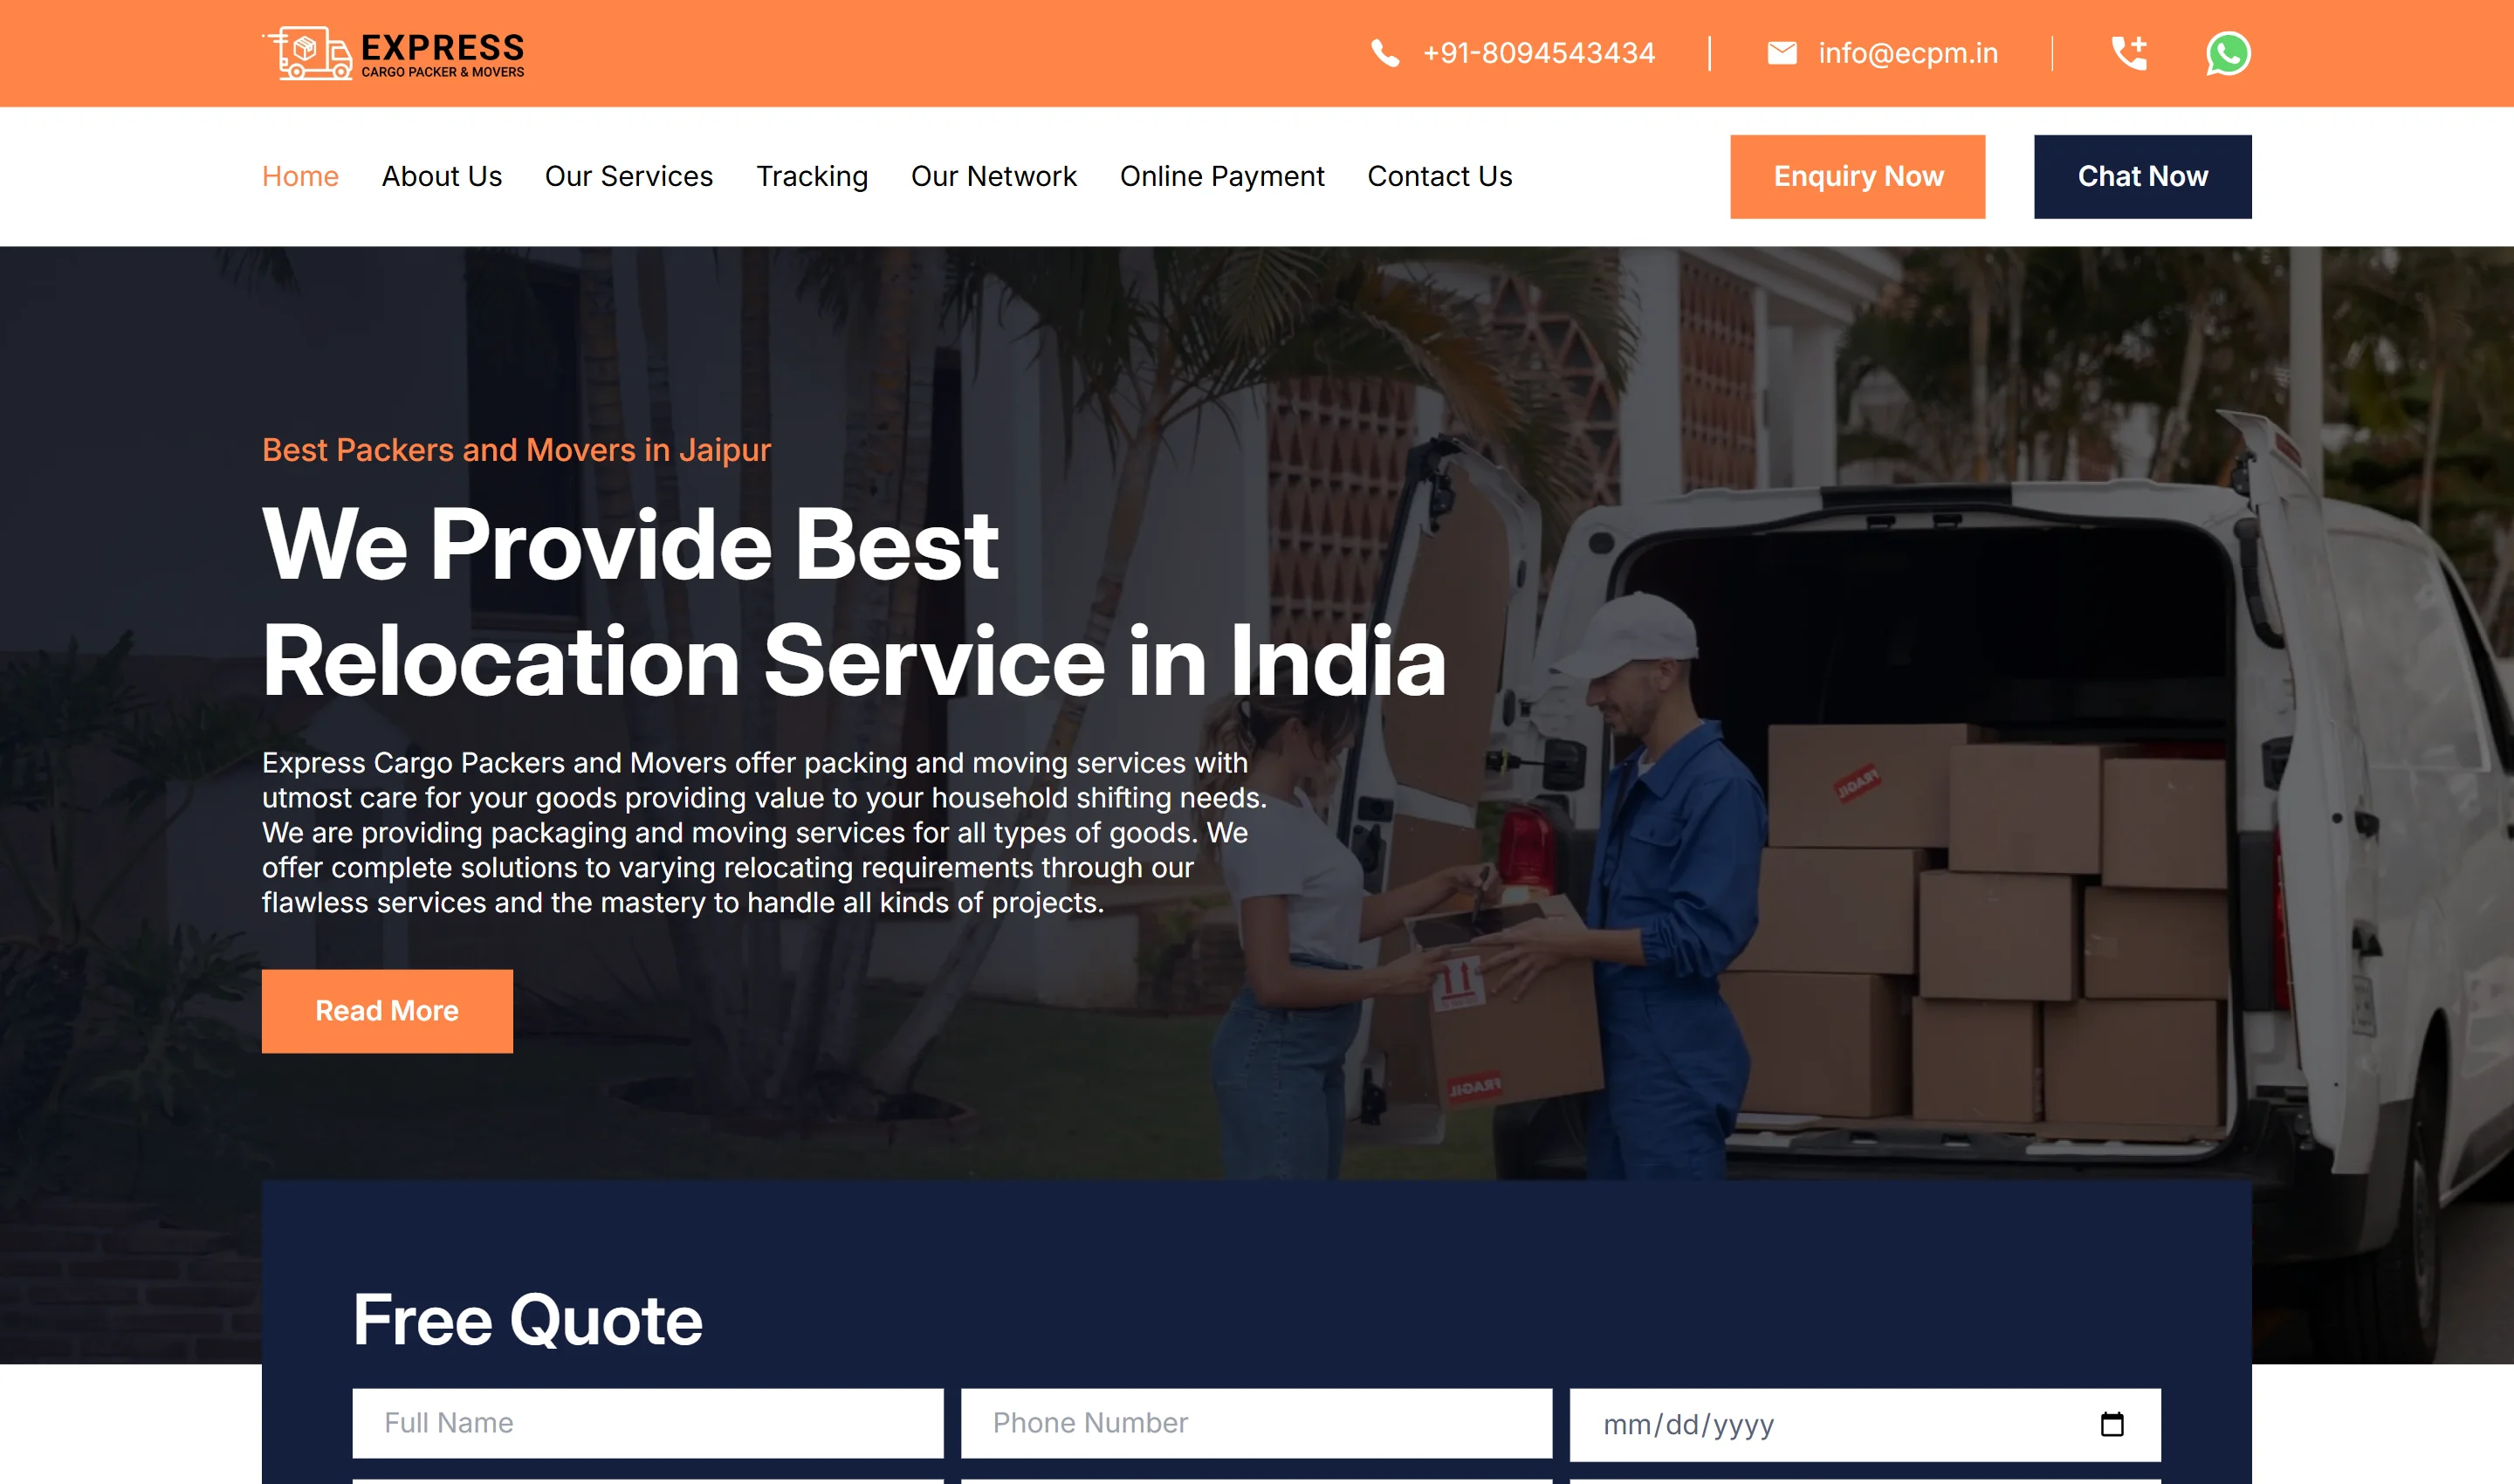 EXPRESS
CARGO PACKER & MOVERS
+91-8094543434
info@ecpm.in
Home
About Us
Our Services
Tracking
Our Network
Online Payment
Contact Us
Enquiry Now
Chat Now
Best Packers and Movers in Jaipur
We Provide Best
Relocation Service in India
Express Cargo Packers and Movers offer packing and moving services with
utmost care for your goods providing value to your household shifting needs.
We are providing packaging and moving services for all types of goods. We
offer complete solutions to varying relocating requirements through our
flawless services and the mastery to handle all kinds of projects.
Read More
FRAGIL
FRAGIL
Free Quote
Full Name
Phone Number
mm/dd/yyyy